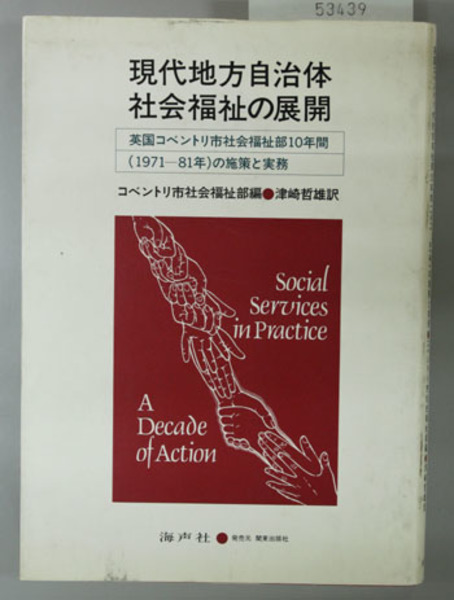 53439
現代地方自治体
社会福祉の展開
英国コベントリ市社会福祉部10年間
(1971—81年)の施策と実務
コベントリ市社会福祉部編●津崎哲雄訳
Social
Services
in Practice
A
Decade
of Action
海声社●発売元 関東出版社